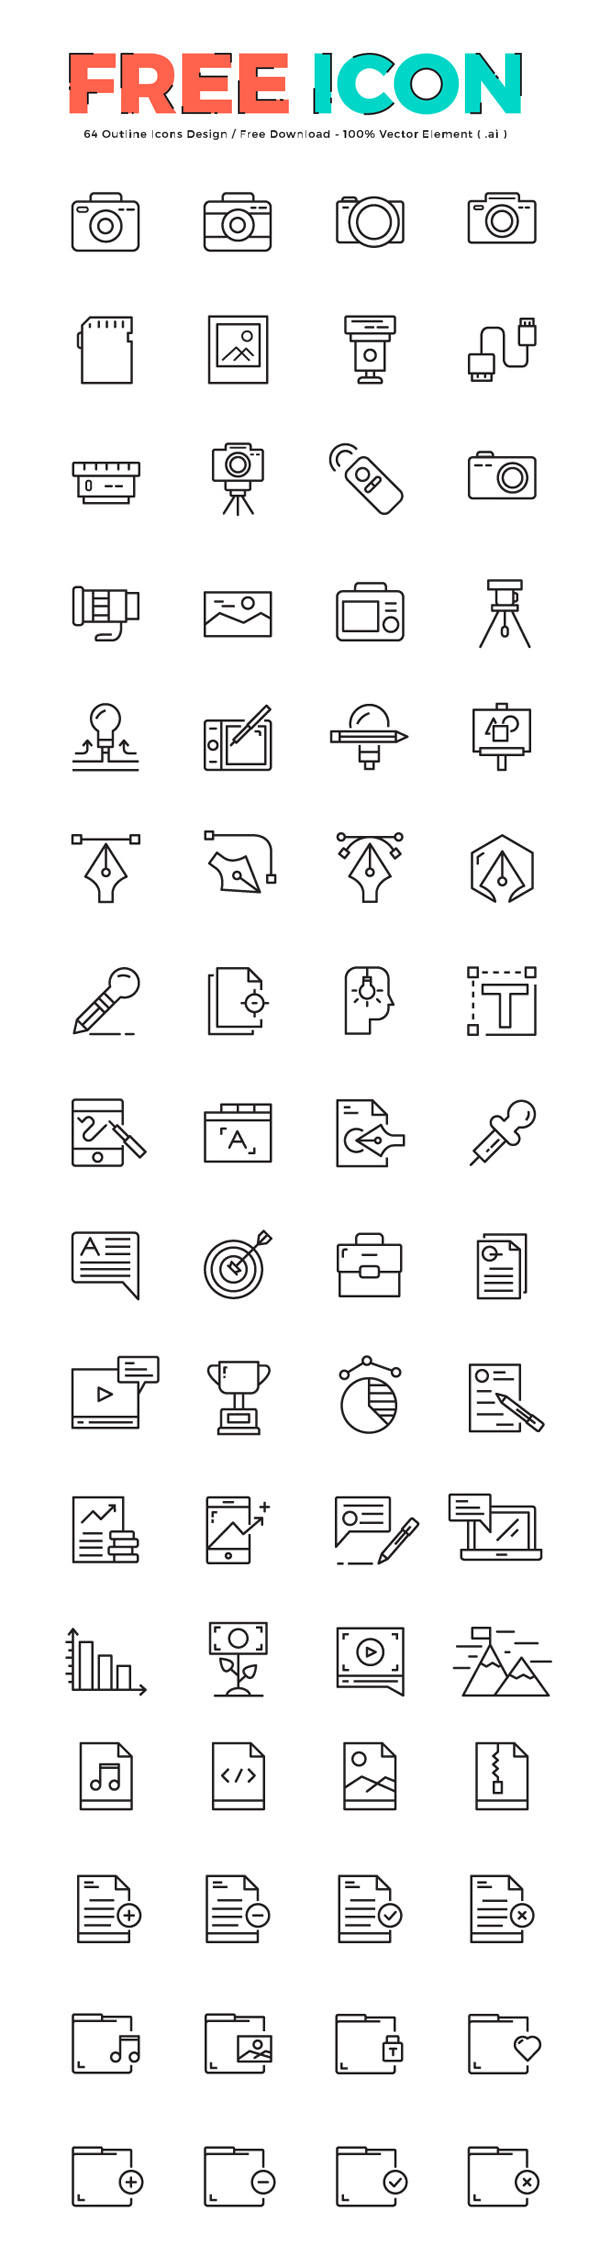 FREE ICON
64 Outline Icons Design / Free Download - 100% Vector Element ( .ai )
T
A
A
T